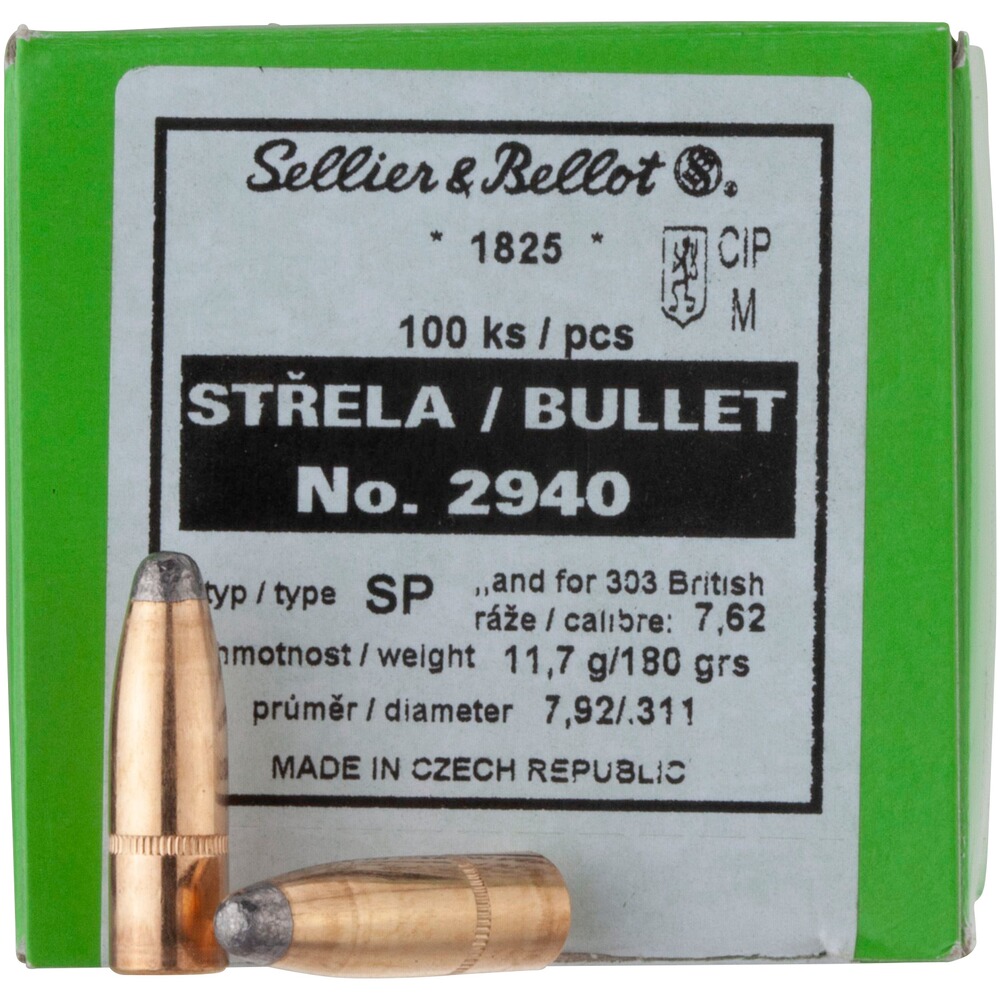 Sellier & Bellot S.
* 1825 *
CIP
M
100 ks / pcs
STŘELA / BULLET
No. 2940
typ / type SP
„and for 303 British
ráže / calibre: 7,62
hmotnost / weight 11,7 g/180 grs
průměr / diameter 7,92/.311
MADE IN CZECH REPUBLIC